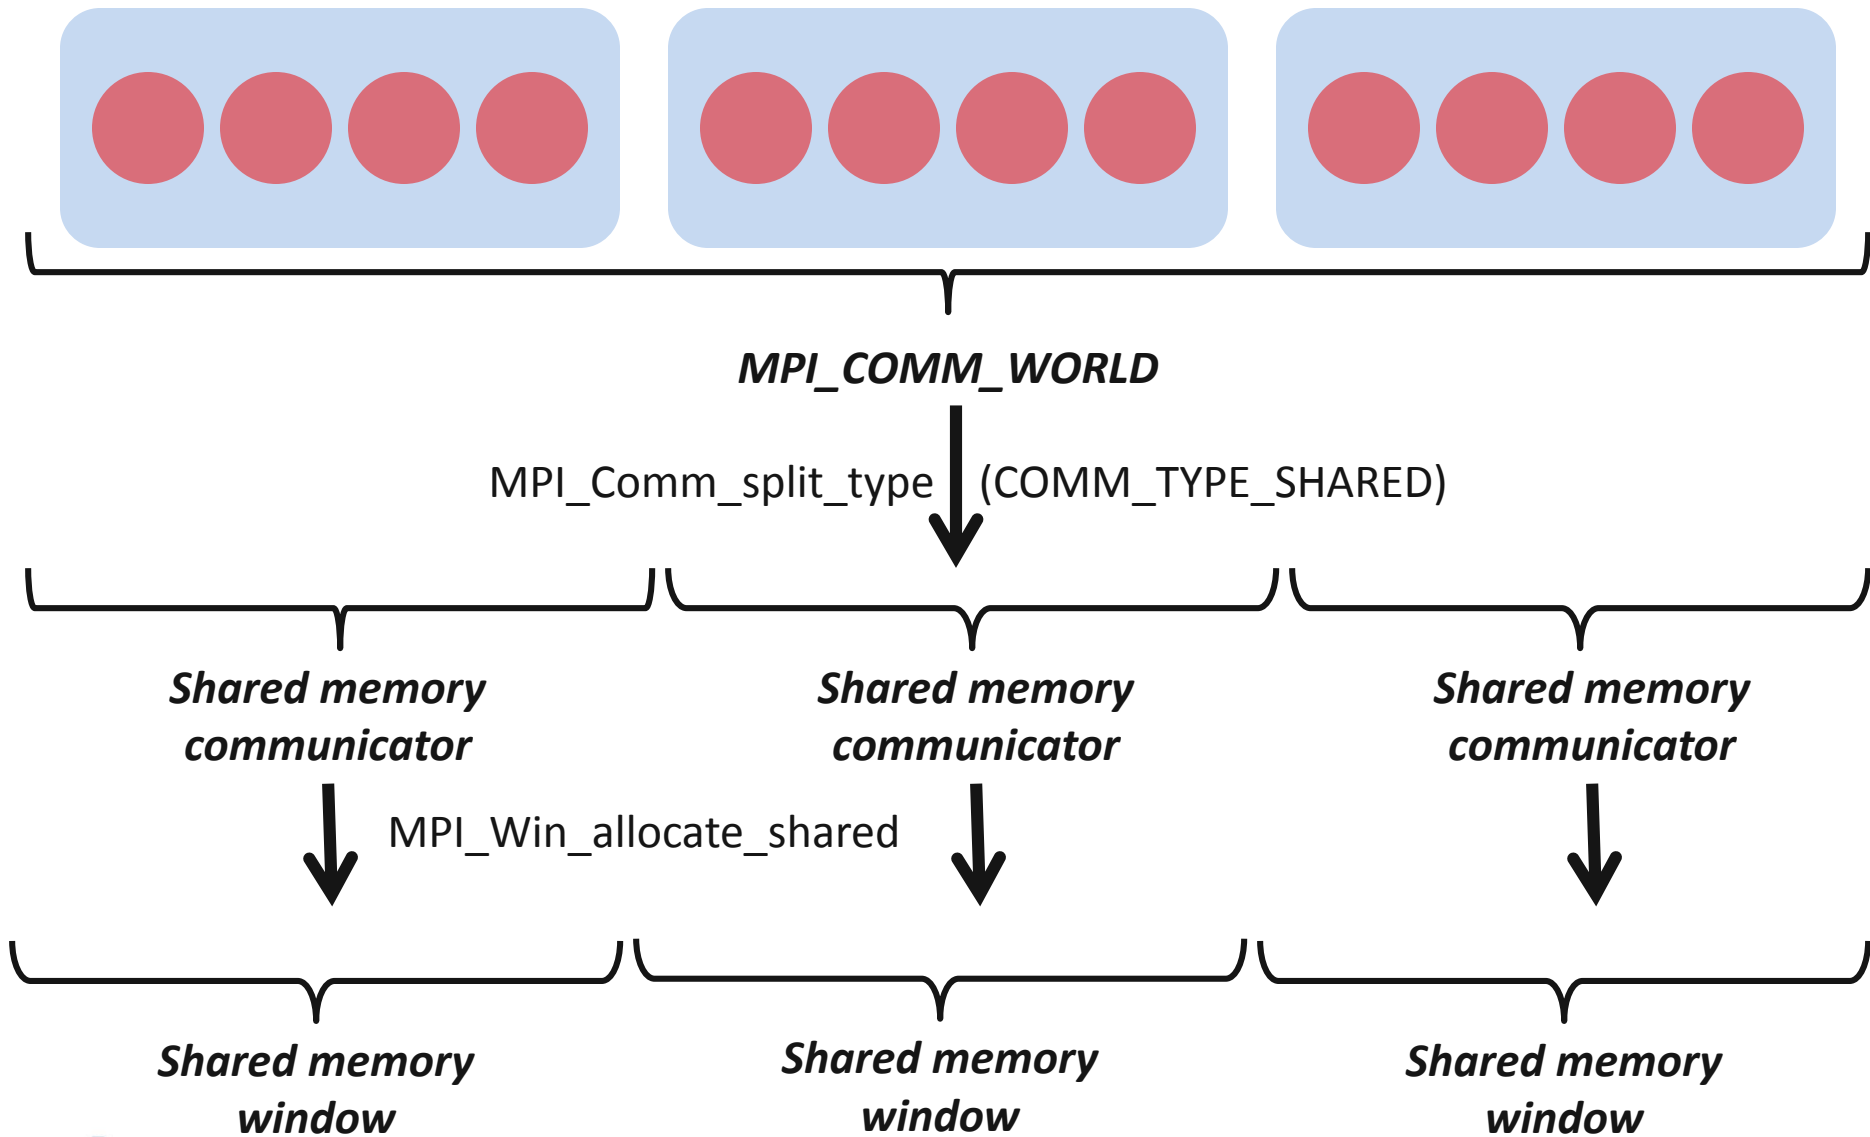 MPI_COMM_WORLD
MPI_Comm_split_type (COMM_TYPE_SHARED)
Shared memory
communicator
Shared memory
communicator
Shared memory
communicator
MPI_Win_allocate_shared
Shared memory
window
Shared memory
window
Shared memory
window